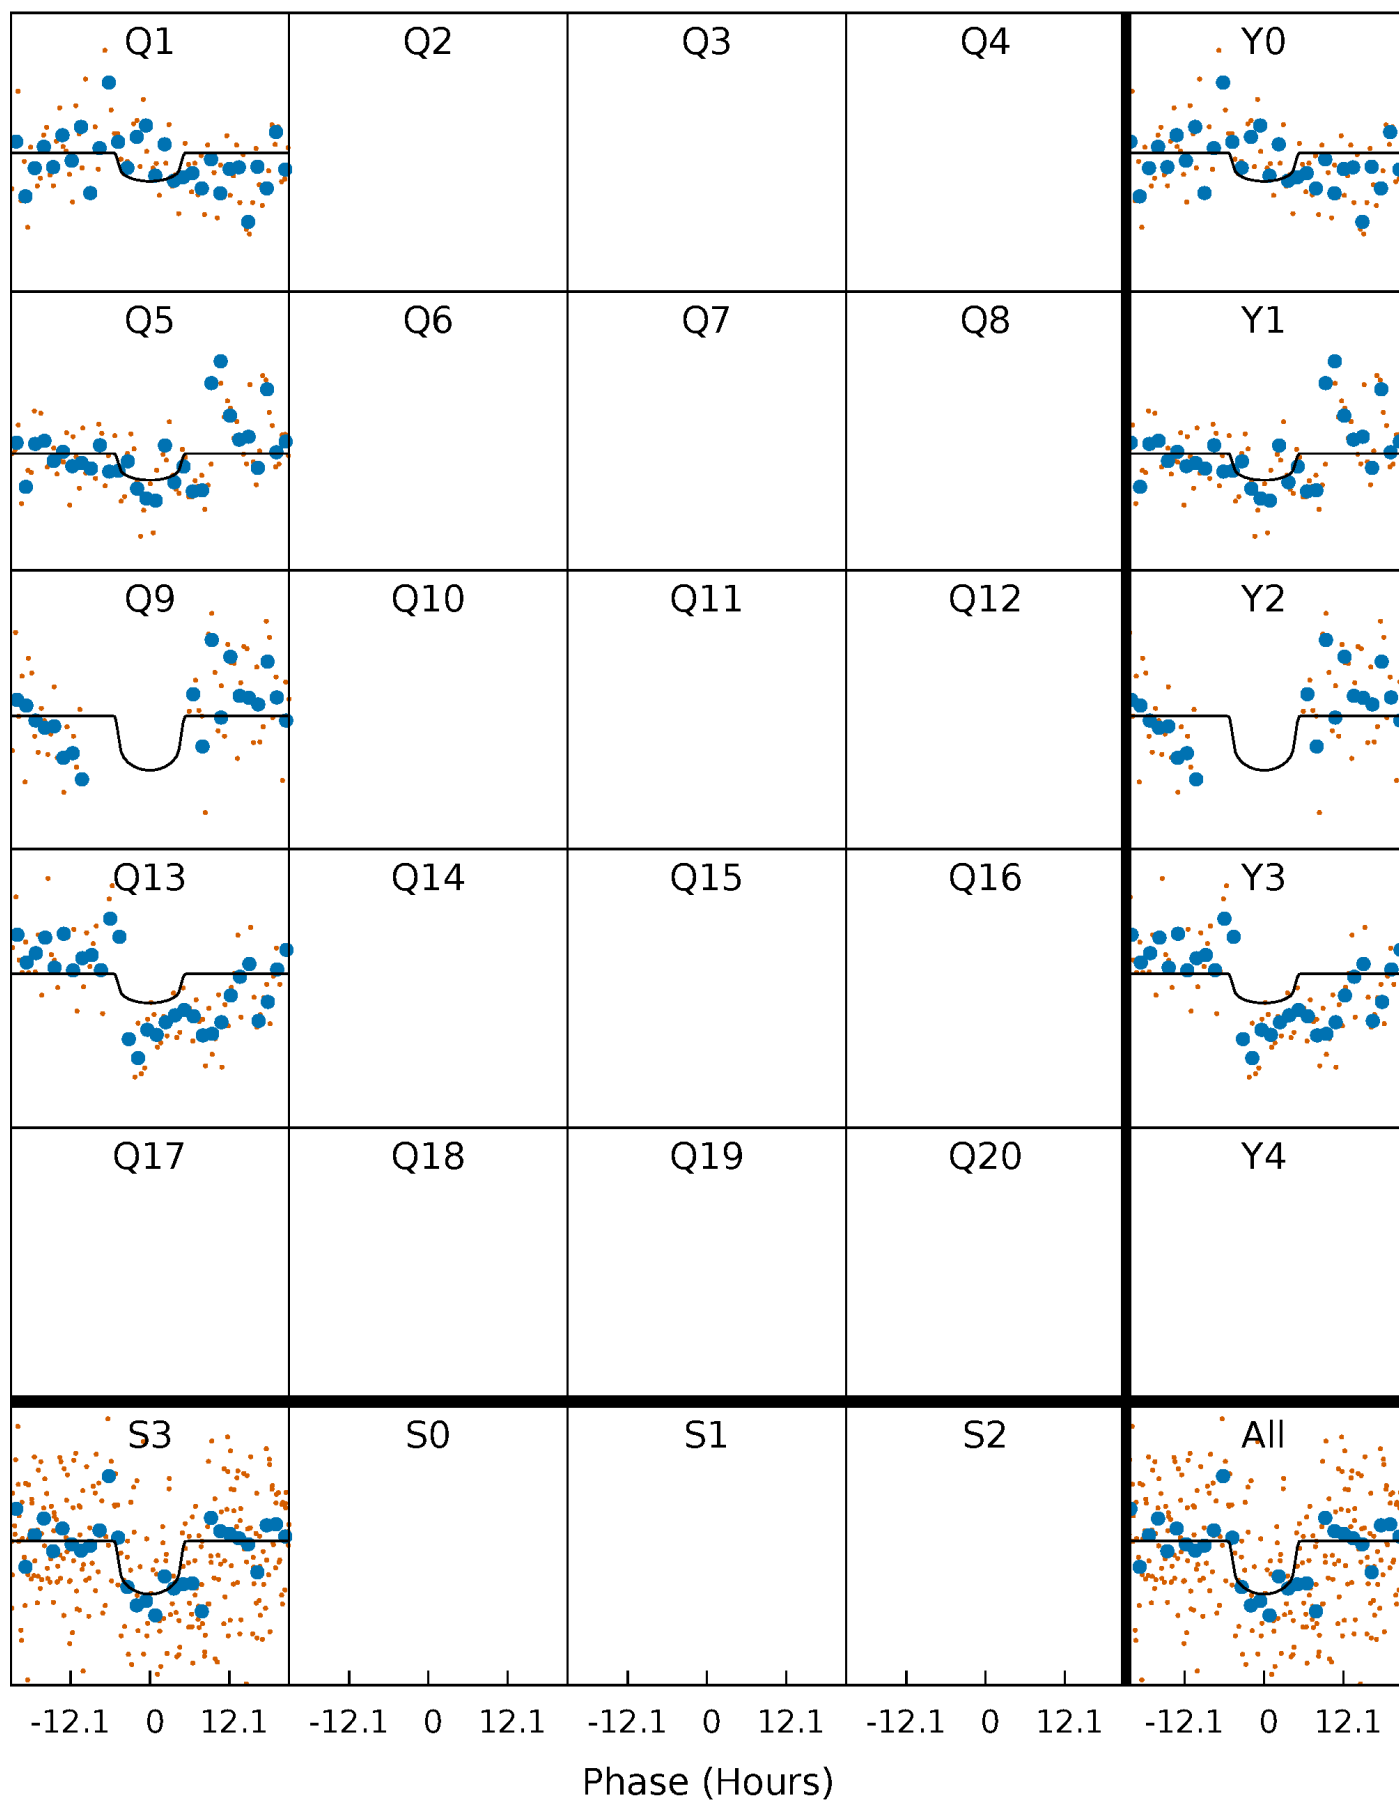 Q1 Q2 Q3 Q4 Y0
Q5 Q6 Q7 Q8 Y1
Q9 Q10 Q11 Q12 Y2
Q13 Q14 Q15 Q16 Y3
Q17 Q18 Q19 Q20 Y4
S3 S0 S1 S2 All
-12.1 0 12.1 -12.1 0 12.1 -12.1 0 12.1 -12.1 0 12.1 -12.1 0 12.1
Phase (Hours)